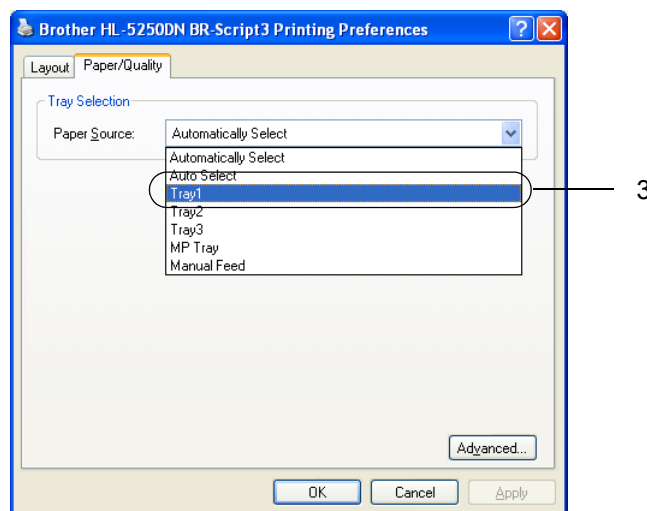 Brother HL-5250DN BR-Script3 Printing Preferences
Layout Paper/Quality
Tray Selection
Paper Source: Automatically Select
Automatically Select
Auto Select
Tray1
3
Tray2
Tray3
MP Tray
Manual Feed
Advanced...
OK Cancel Apply